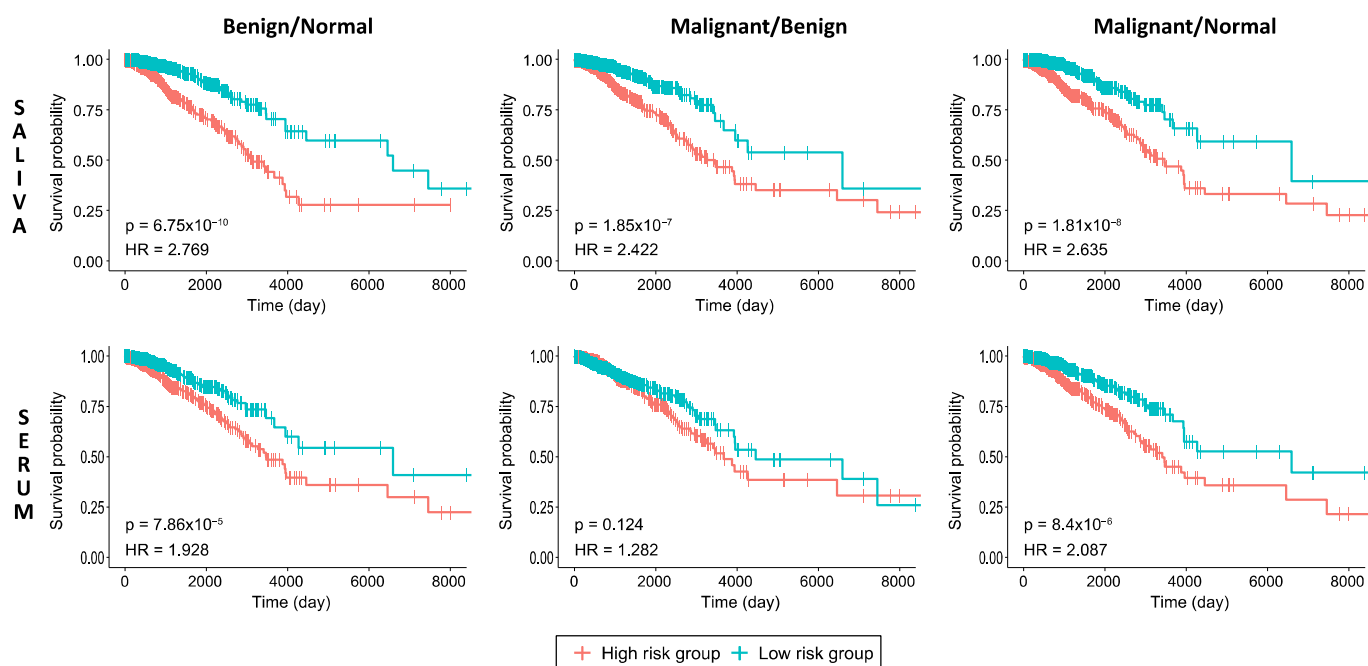 Benign/Normal
Malignant/Benign
Malignant/Normal
SALIVA
Survival probability
1.00
0.75
0.50
0.25
0.00
p = 6.75x10⁻¹⁰
HR = 2.769
0 2000 4000 6000 8000
Time (day)
Survival probability
1.00
0.75
0.50
0.25
0.00
p = 1.85x10⁻⁷
HR = 2.422
0 2000 4000 6000 8000
Time (day)
Survival probability
1.00
0.75
0.50
0.25
0.00
p = 1.81x10⁻⁸
HR = 2.635
0 2000 4000 6000 8000
Time (day)
SERUM
Survival probability
1.00
0.75
0.50
0.25
0.00
p = 7.86x10⁻⁵
HR = 1.928
0 2000 4000 6000 8000
Time (day)
Survival probability
1.00
0.75
0.50
0.25
0.00
p = 0.124
HR = 1.282
0 2000 4000 6000 8000
Time (day)
Survival probability
1.00
0.75
0.50
0.25
0.00
p = 8.4x10⁻⁶
HR = 2.087
0 2000 4000 6000 8000
Time (day)
High risk group Low risk group